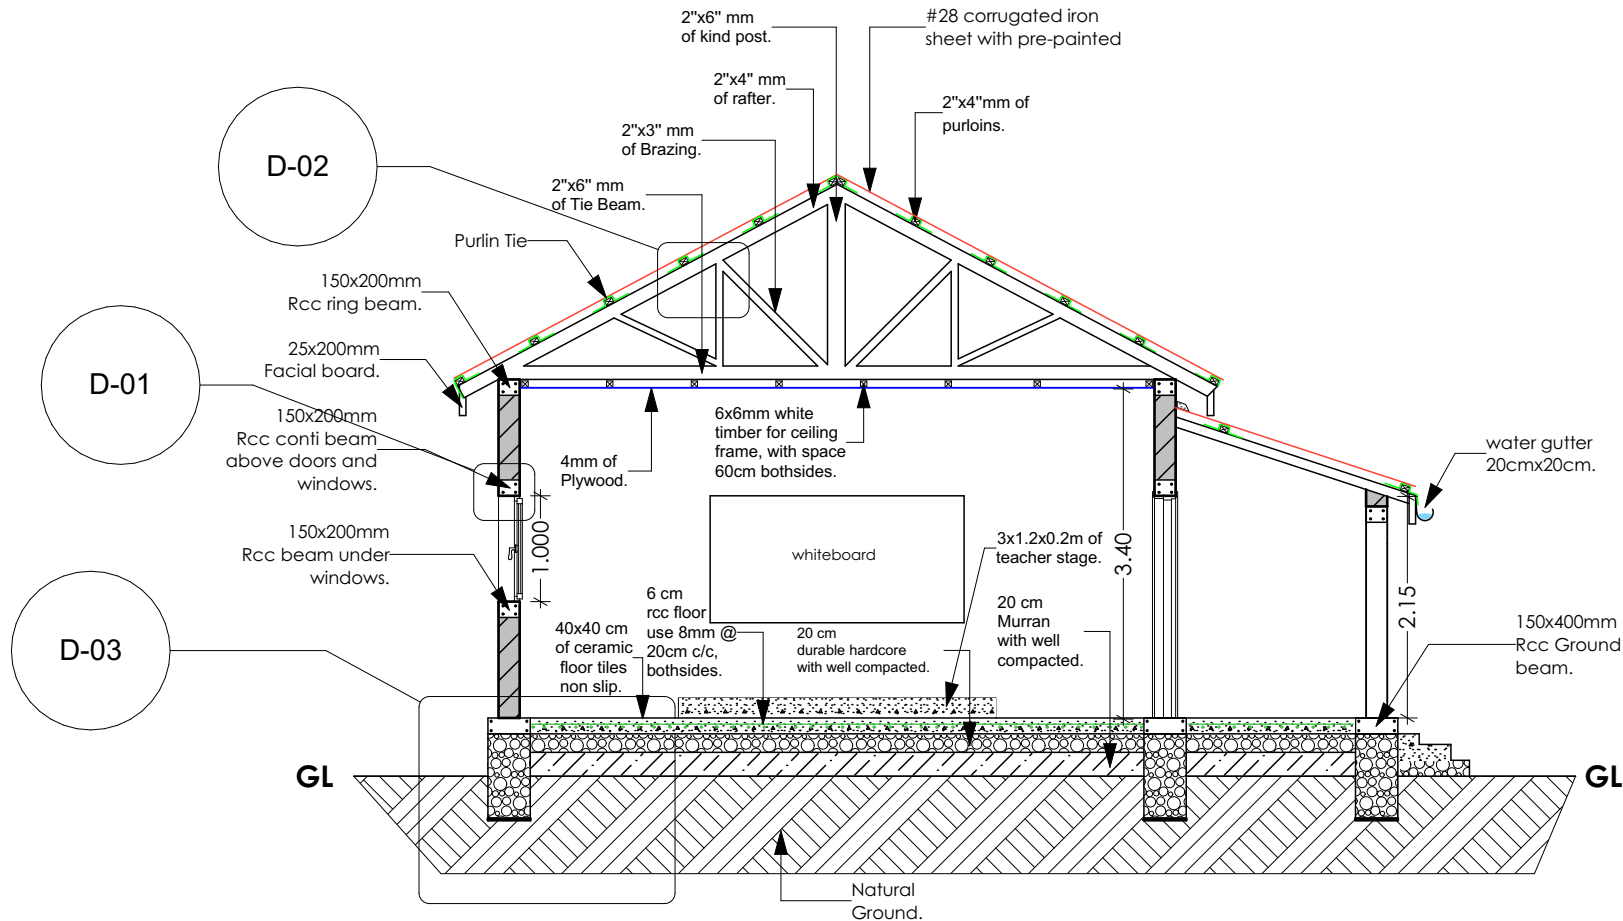 2"x6" mm
of kind post.
#28 corrugated iron
sheet with pre-painted
2"x4" mm
of rafter.
2"x4"mm of
purloins.
2"x3" mm
of Brazing.
D-02
2"x6" mm
of Tie Beam.
Purlin Tie
150x200mm
Rcc ring beam.
25x200mm
Facial board.
D-01
150x200mm
Rcc conti beam
above doors and
windows.
4mm of
Plywood.
6x6mm white
timber for ceiling
frame, with space
60cm bothsides.
water gutter
20cmx20cm.
150x200mm
Rcc beam under
windows.
1.000
whiteboard
3x1.2x0.2m of
teacher stage.
3.40
2.15
D-03
40x40 cm
of ceramic
floor tiles
non slip.
6 cm
rcc floor
use 8mm @
20cm c/c,
bothsides.
20 cm
durable hardcore
with well compacted.
20 cm
Murran
with well
compacted.
150x400mm
Rcc Ground
beam.
GL
GL
Natural
Ground.